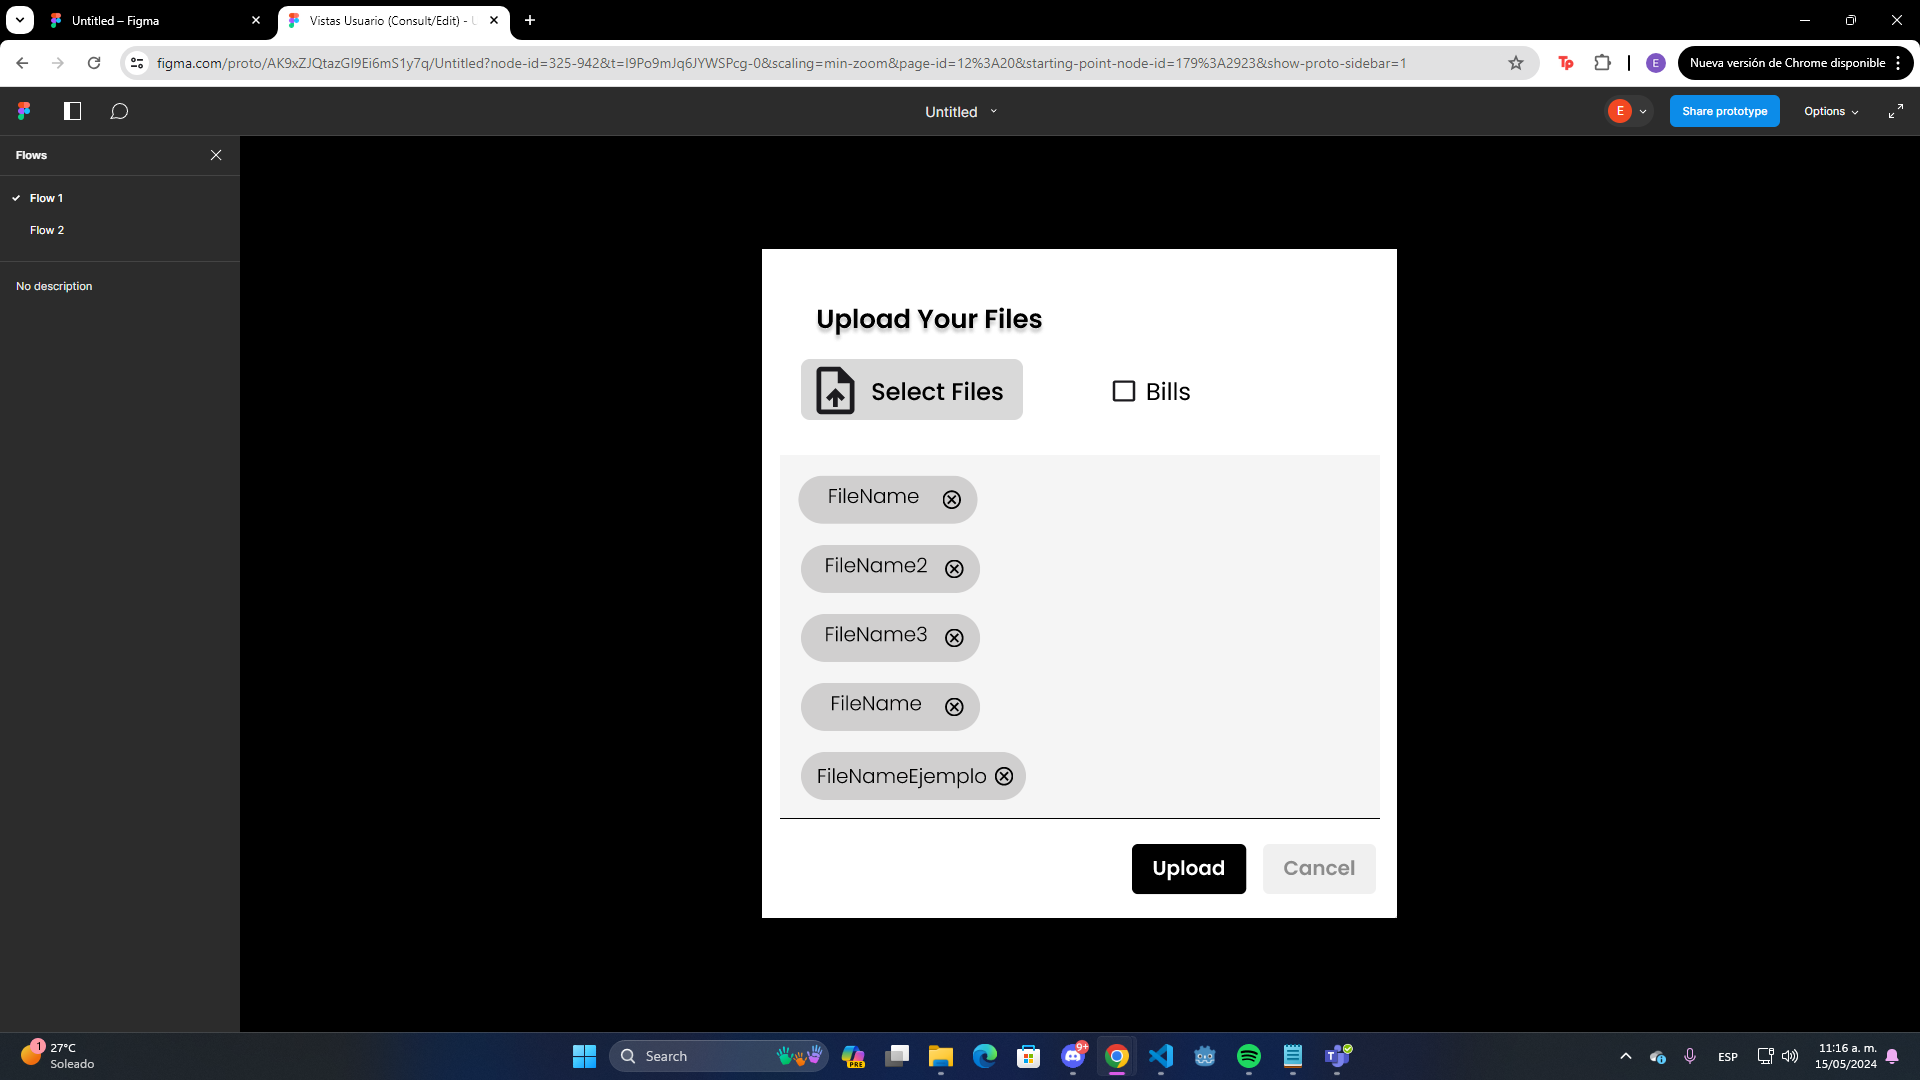 Untitled – Figma
Vistas Usuario (Consult/Edit) -
figma.com/proto/AK9xZJQtazGl9Ei6mS1y7q/Untitled?node-id=325-942&t=I9Po9mJq6JYWSPcg-0&scaling=min-zoom&page-id=12%3A20&starting-point-node-id=179%3A2923&show-proto-sidebar=1
Tp
E
Nueva versión de Chrome disponible
Untitled
E
Share prototype
Options
Flows
Flow 1
Flow 2
No description
Upload Your Files
Select Files
Bills
FileName
FileName2
FileName3
FileName
FileNameEjemplo
Upload
Cancel
1
27°C
Soleado
Search
PRE
9+
ESP
11:16 a. m.
15/05/2024